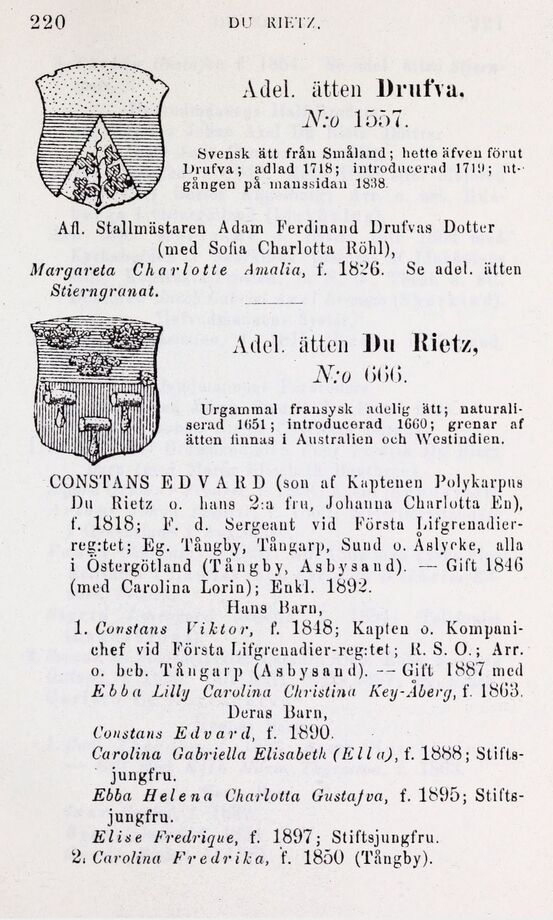 220
DU RIETZ.
Adel. ätten Drufva,
N:o 1557.
Svensk ätt från Småland; hette äfven förut
Drufva; adlad 1718; introducerad 1719; ut-
gången på manssidan 1838.
Afl. Stallmästaren Adam Ferdinand Drufvas Dotter
(med Sofia Charlotta Röhl),
Margareta Charlotte Amalia, f. 1826. Se adel. ätten
Stierngranat.
Adel. ätten Du Rietz,
N:o 666.
Urgammal fransysk adelig ätt; naturali-
serad 1651; introducerad 1660; grenar af
ätten finnas i Australien och Westindien.
CONSTANS EDVARD (son af Kaptenen Polykarpus
Du Rietz o. hans 2:a fru, Johanna Charlotta En),
f. 1818; F. d. Sergeant vid Första Lifgrenadier-
reg:tet; Eg. Tångby, Tångarp, Sund o. Åslycke, alla
i Östergötland (Tångby, Asbysand). — Gift 1846
(med Carolina Lorin); Enkl. 1892.
Hans Barn,
1. Constans Viktor, f. 1848; Kapten o. Kompani-
chef vid Första Lifgrenadier-reg:tet; R. S. O.; Arr.
o. beb. Tångarp (Asbysand). — Gift 1887 med
Ebba Lilly Carolina Christina Key-Åberg, f. 1863.
Deras Barn,
Constans Edvard, f. 1890.
Carolina Gabriella Elisabeth (Ella), f. 1888; Stifts-
jungfru.
Ebba Helena Charlotta Gustafva, f. 1895; Stifts-
jungfru.
Elise Fredrique, f. 1897; Stiftsjungfru.
2. Carolina Fredrika, f. 1850 (Tångby).